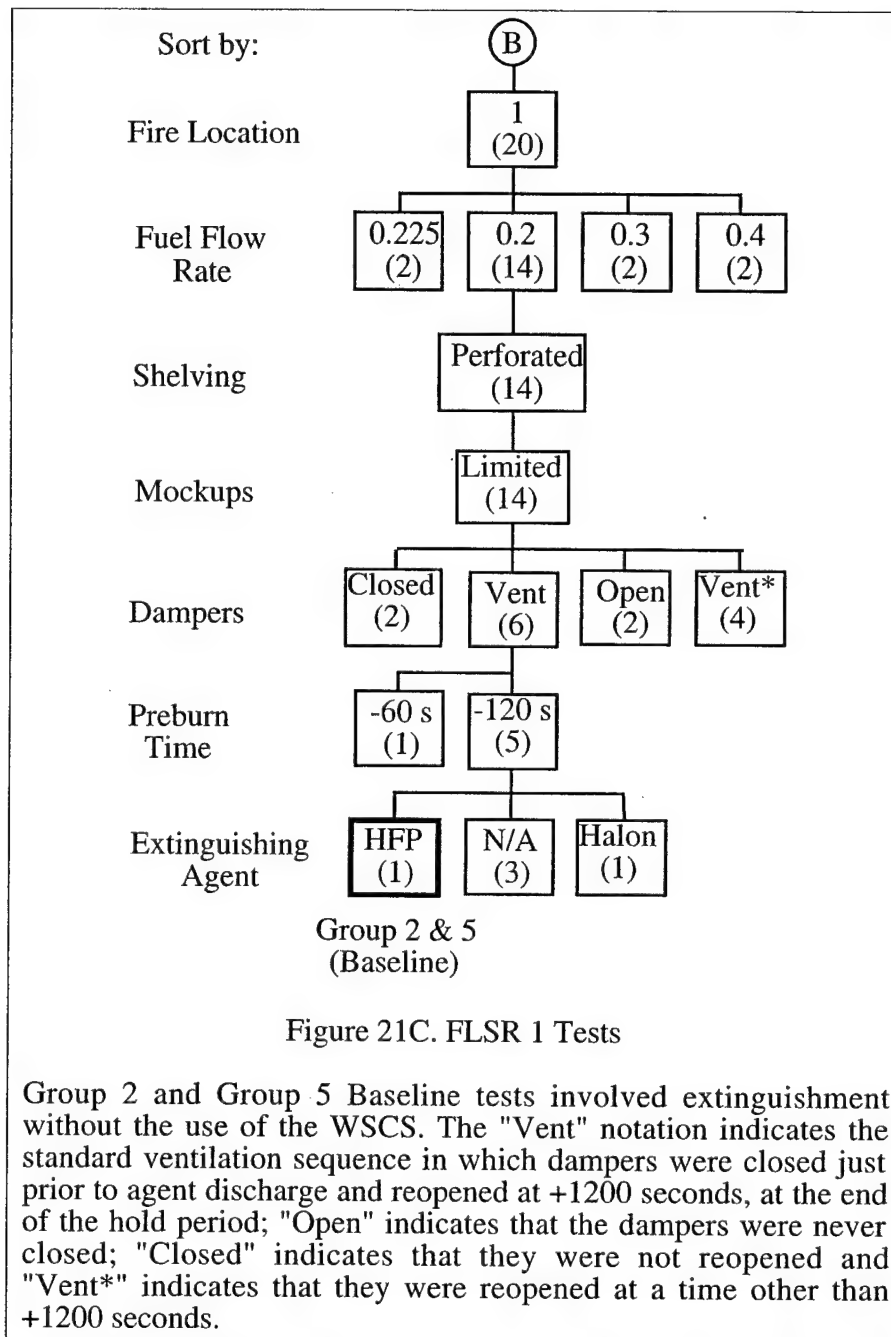 Sort by:
B
Fire Location
1
(20)
Fuel Flow
Rate
0.225
(2)
0.2
(14)
0.3
(2)
0.4
(2)
Shelving
Perforated
(14)
Mockups
Limited
(14)
Dampers
Closed
(2)
Vent
(6)
Open
(2)
Vent*
(4)
Preburn
Time
-60 s
(1)
-120 s
(5)
Extinguishing
Agent
HFP
(1)
N/A
(3)
Halon
(1)
Group 2 & 5
(Baseline)
Figure 21C. FLSR 1 Tests
Group 2 and Group 5 Baseline tests involved extinguishment
without the use of the WSCS. The "Vent" notation indicates the
standard ventilation sequence in which dampers were closed just
prior to agent discharge and reopened at +1200 seconds, at the end
of the hold period; "Open" indicates that the dampers were never
closed; "Closed" indicates that they were not reopened and
"Vent*" indicates that they were reopened at a time other than
+1200 seconds.